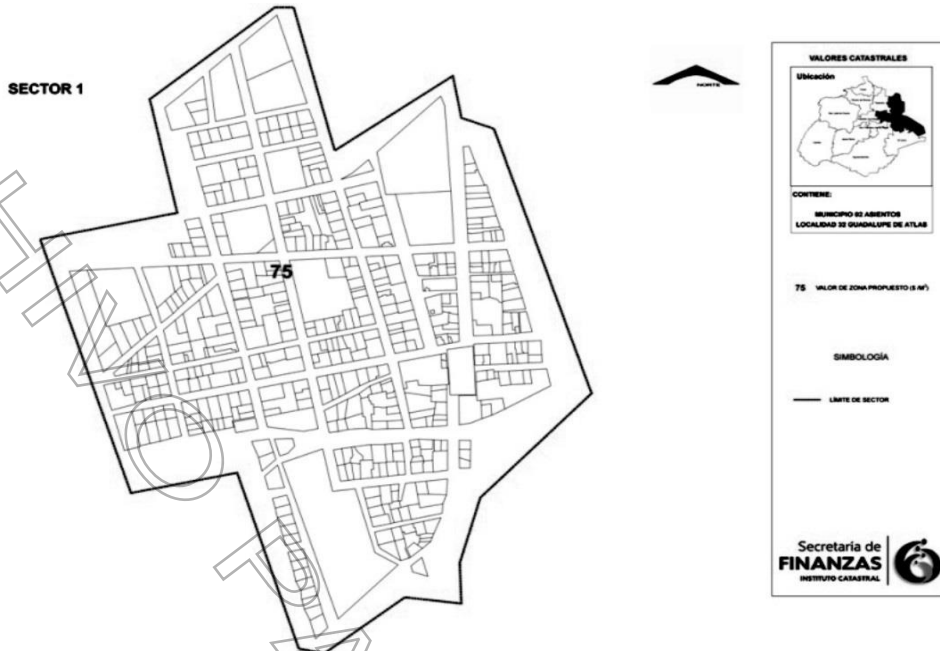 SECTOR 1
NORTE
VALORES CATASTRALES
Ubicación
CONTIENE:
MUNICIPIO 02 ASIENTOS
LOCALIDAD 32 GUADALUPE DE ATLAS
75
75 VALOR DE ZONA PROPUESTO ($ /M²)
SIMBOLOGÍA
LÍMITE DE SECTOR
Secretaría de
FINANZAS
INSTITUTO CATASTRAL